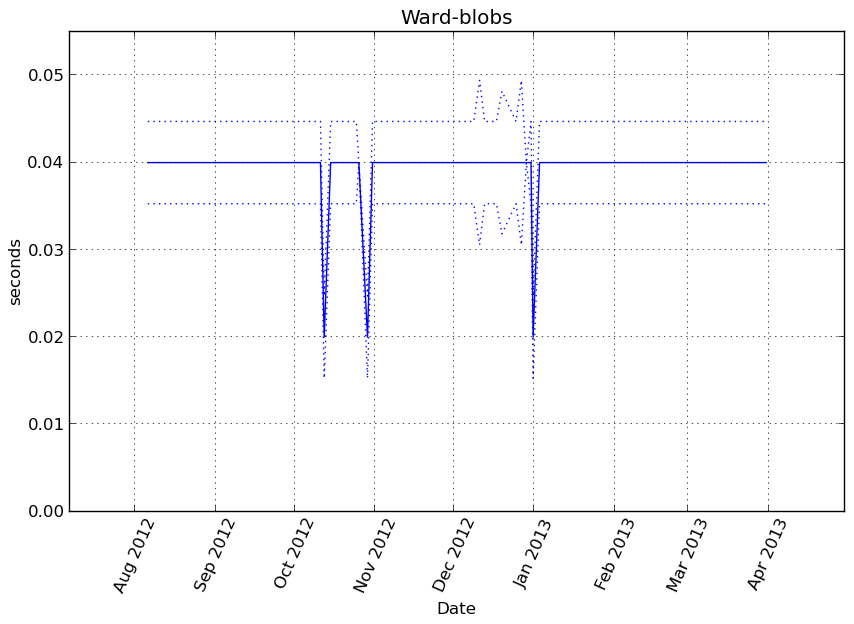 Ward-blobs
0.05
0.04
0.03
0.02
0.01
0.00
seconds
Aug 2012
Sep 2012
Oct 2012
Nov 2012
Dec 2012
Jan 2013
Feb 2013
Mar 2013
Apr 2013
Date